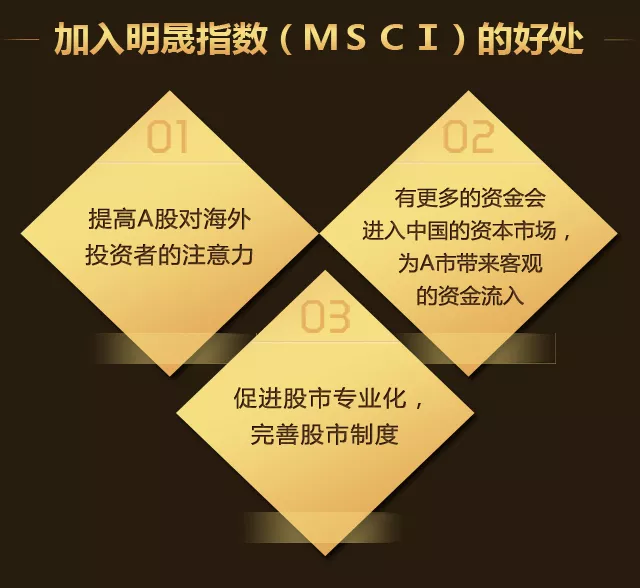 加入明晟指数（MSCI）的好处
01
提高A股对海外
投资者的注意力
02
有更多的资金会
进入中国的资本市场，
为A市带来客观
的资金流入
03
促进股市专业化，
完善股市制度